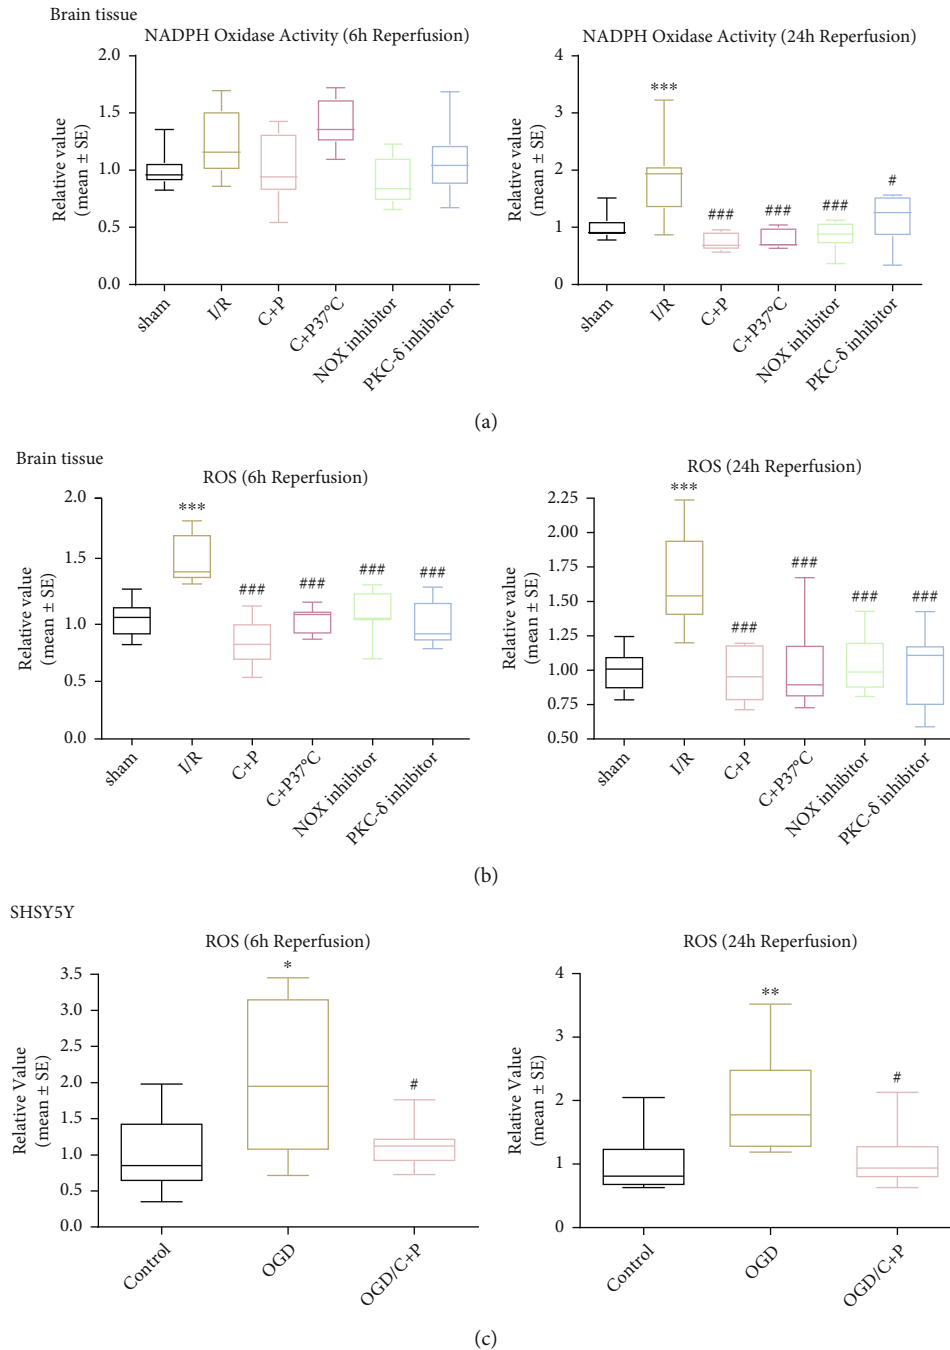 Brain tissue
NADPH Oxidase Activity (6h Reperfusion)
Relative value
(mean ± SE)
2.0
1.5
1.0
0.5
0.0
sham
I/R
C+P
C+P37°C
NOX inhibitor
PKC-δ inhibitor
NADPH Oxidase Activity (24h Reperfusion)
Relative value
(mean ± SE)
4
3
2
1
0
***
###
###
###
#
sham
I/R
C+P
C+P37°C
NOX inhibitor
PKC-δ inhibitor
(a)
Brain tissue
ROS (6h Reperfusion)
Relative value
(mean ± SE)
2.0
1.5
1.0
0.5
0.0
***
###
###
###
###
sham
I/R
C+P
C+P37°C
NOX inhibitor
PKC-δ inhibitor
ROS (24h Reperfusion)
Relative value
(mean ± SE)
2.25
2.00
1.75
1.50
1.25
1.00
0.75
0.50
***
###
###
###
###
sham
I/R
C+P
C+P37°C
NOX inhibitor
PKC-δ inhibitor
(b)
SHSY5Y
ROS (6h Reperfusion)
Relative Value
(mean ± SE)
3.5
3.0
2.5
2.0
1.5
1.0
0.5
0.0
*
#
Control
OGD
OGD/C+P
ROS (24h Reperfusion)
Relative Value
(mean ± SE)
4
3
2
1
0
**
#
Control
OGD
OGD/C+P
(c)